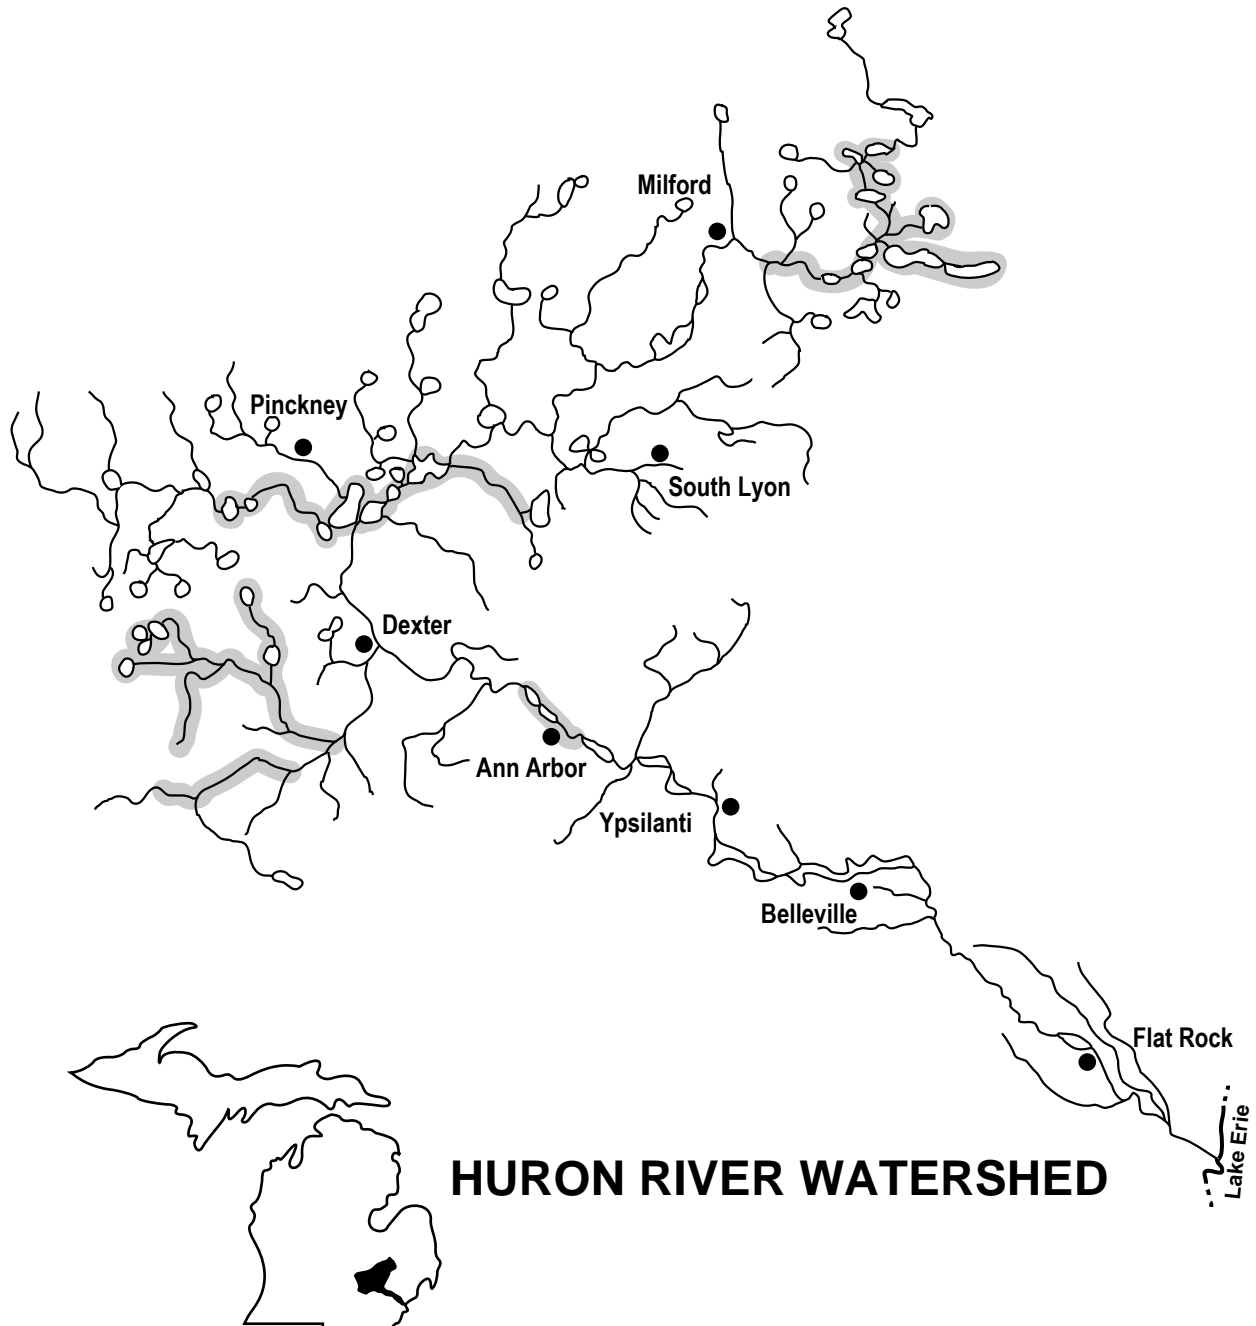 Milford
Pinckney
South Lyon
Dexter
Ann Arbor
Ypsilanti
Belleville
Flat Rock
Lake Erie
HURON RIVER WATERSHED